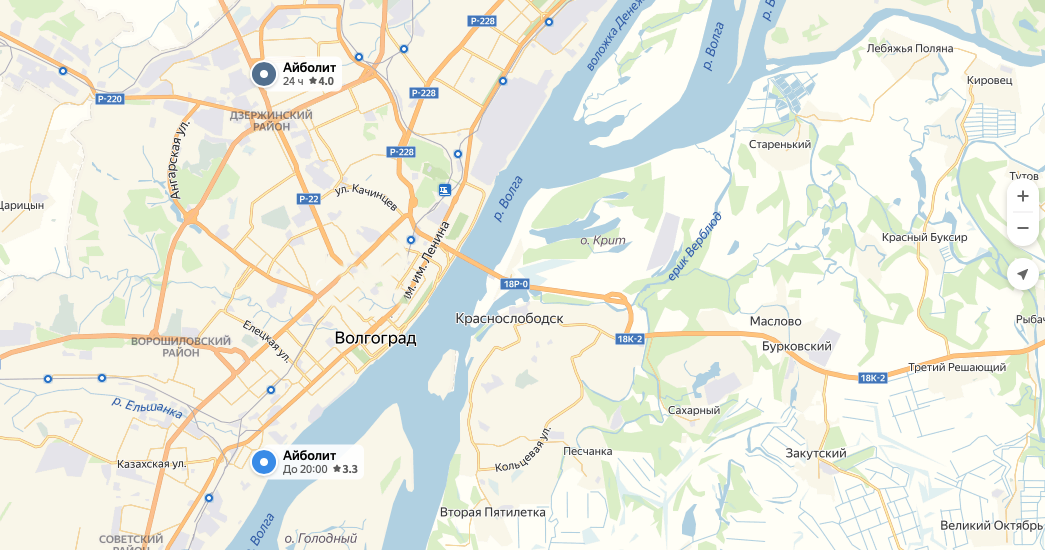 Р-228
р. Волга
воложка Денеж
р. Волга
Лебяжья Поляна
Айболит
24 ч ★4.0
Кировец
Р-220
Р-228
ДЗЕРЖИНСКИЙ
РАЙОН
Ангарская ул.
Р-228
Старенький
Тутов
ул. Качинцев
Р-22
Царицын
р. Волга
им. Ленина
о. Крит
ерик Верблюд
Красный Буксир
18Р-0
Краснослободск
Маслово
Рыбач
Елецкая ул.
Волгоград
18К-2
Бурковский
ВОРОШИЛОВСКИЙ
РАЙОН
Третий Решающий
18К-2
р. Ельшанка
Сахарный
Кольцевая ул.
Песчанка
Закутский
Айболит
До 20:00 ★3.3
Казахская ул.
Вторая Пятилетка
Великий Октябрь
р. Волга
о. Голодный
СОВЕТСКИЙ
РАЙОН